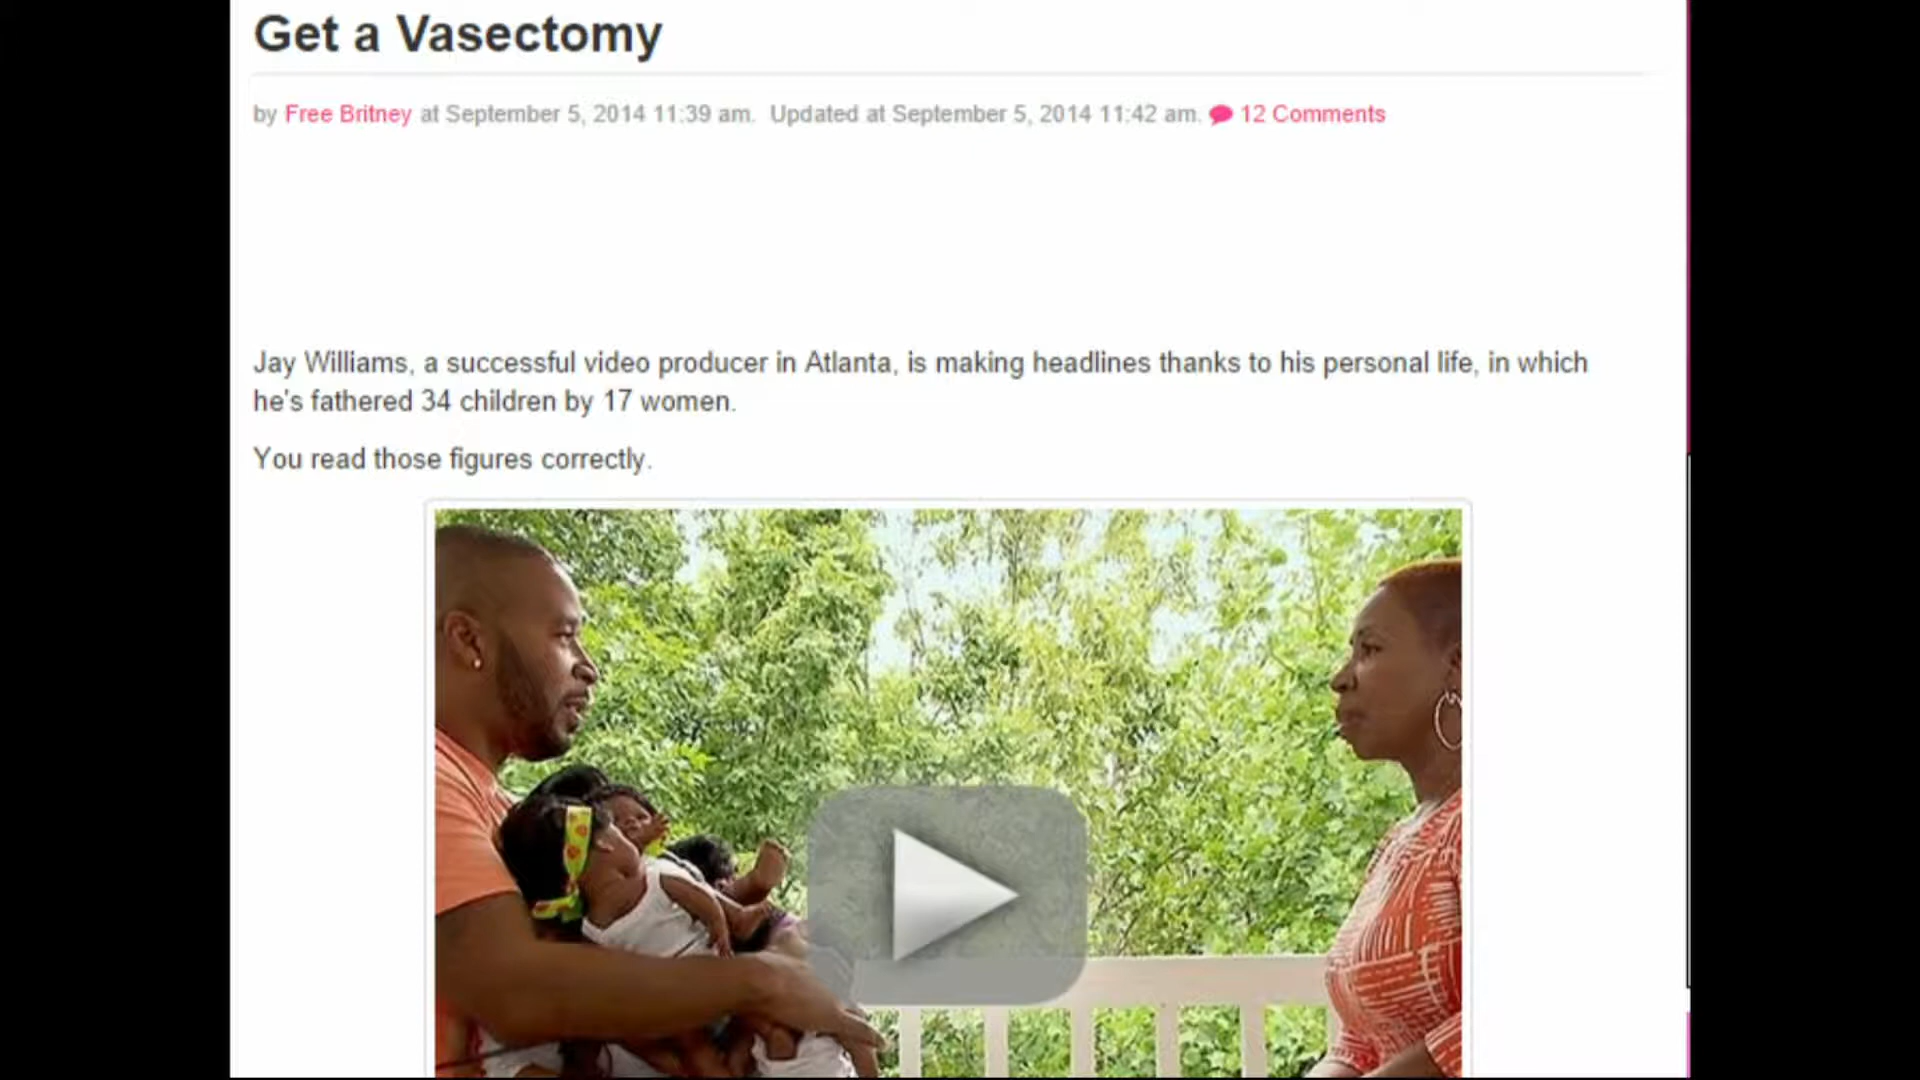 Get a Vasectomy
by Free Britney at September 5, 2014 11:39 am. Updated at September 5, 2014 11:42 am. 12 Comments
Jay Williams, a successful video producer in Atlanta, is making headlines thanks to his personal life, in which
he's fathered 34 children by 17 women.
You read those figures correctly.